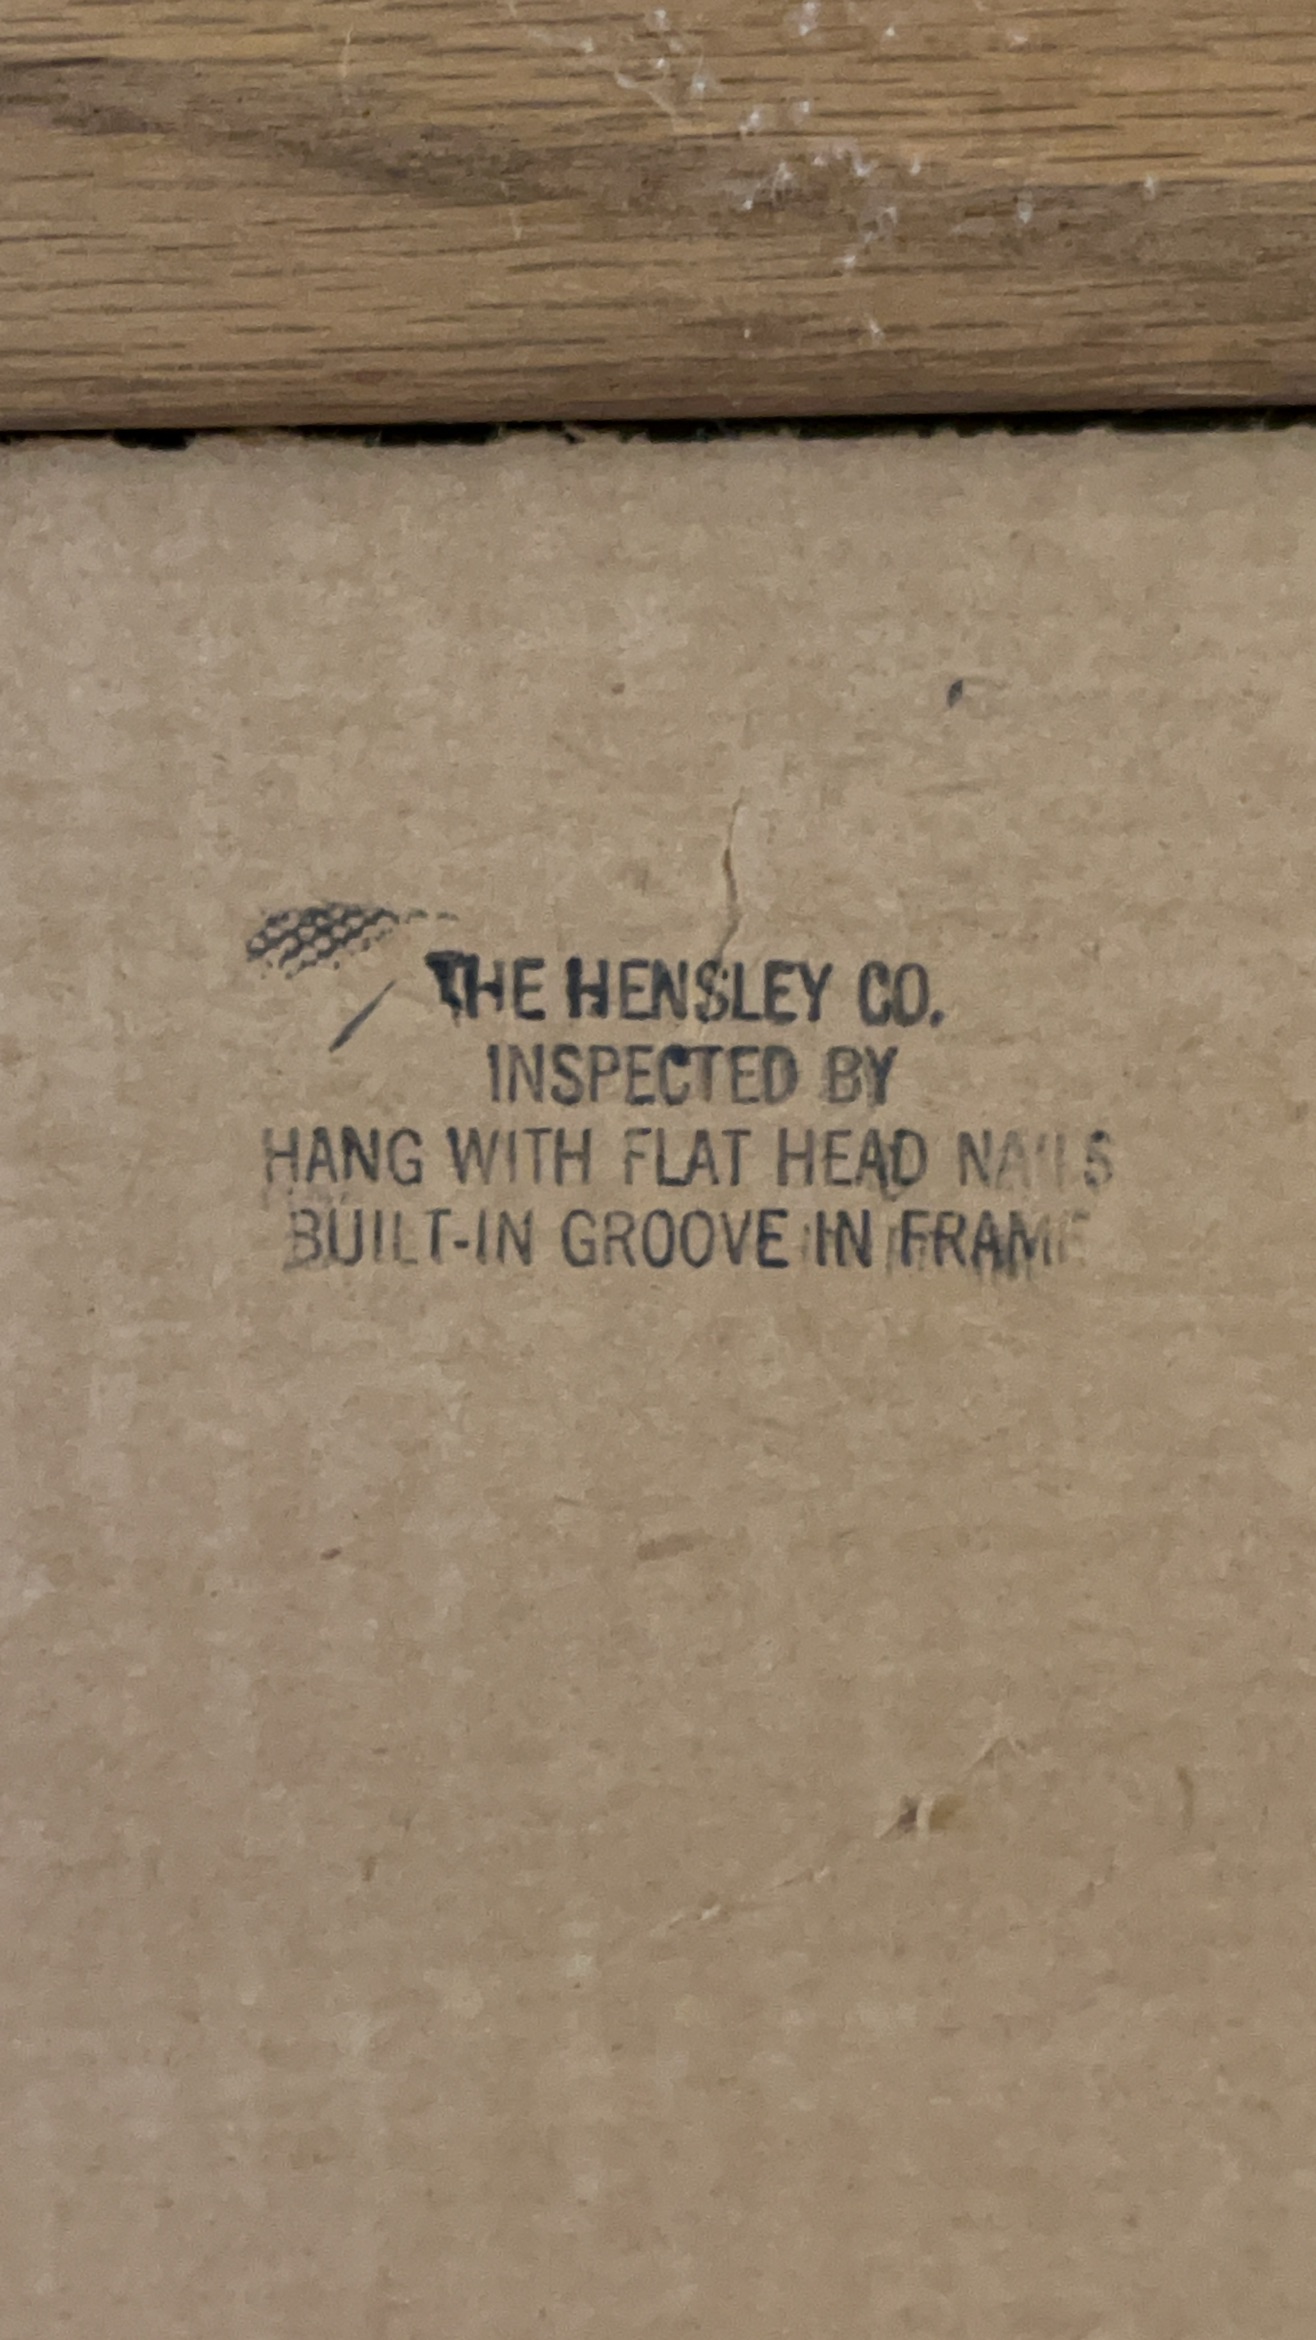 THE HENSLEY CO.
INSPECTED BY
HANG WITH FLAT HEAD NAILS
BUILT-IN GROOVE IN FRAME